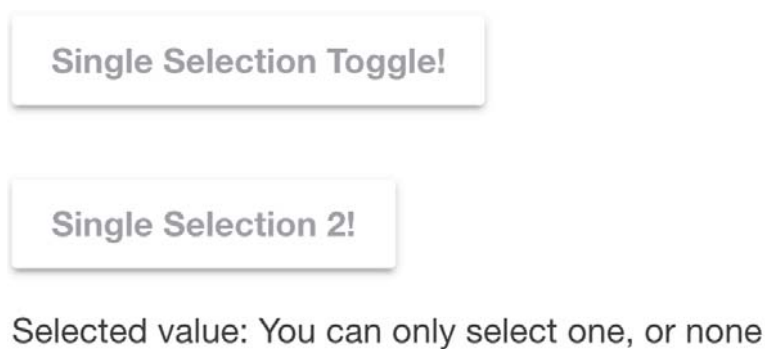 Single Selection Toggle!
Single Selection 2!
Selected value: You can only select one, or none